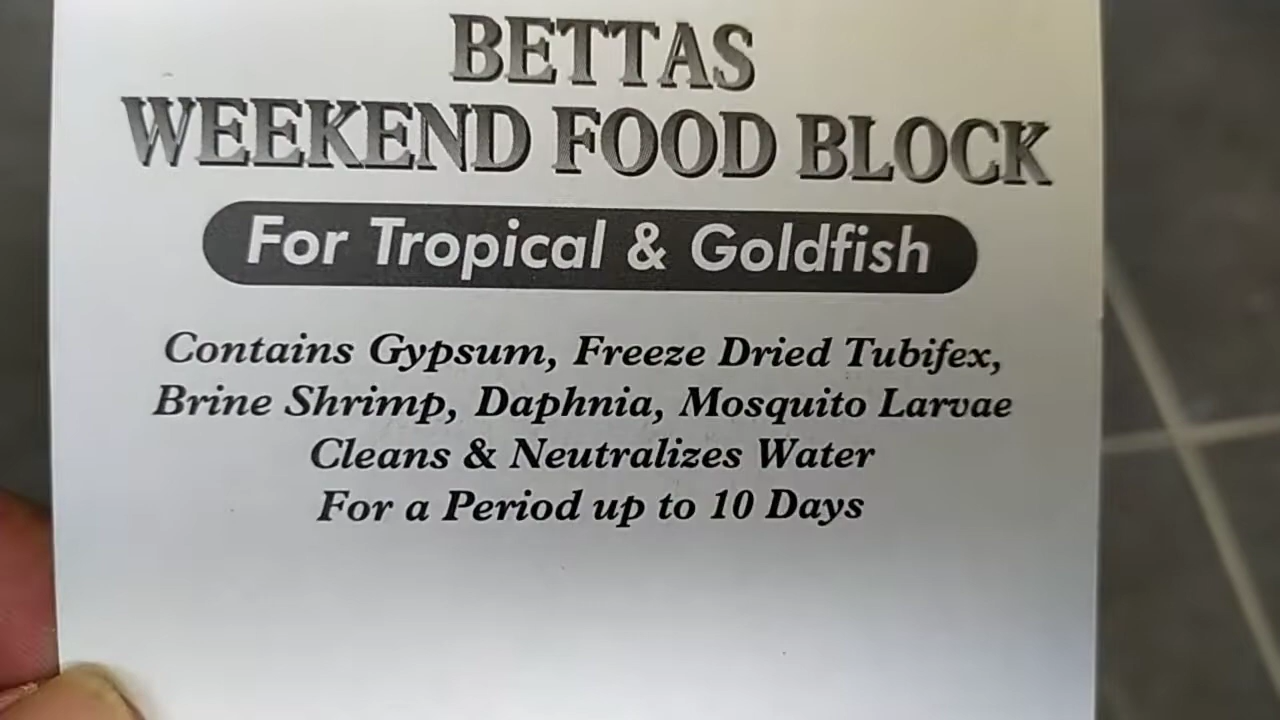 BETTAS
WEEKEND FOOD BLOCK
For Tropical & Goldfish
Contains Gypsum, Freeze Dried Tubifex,
Brine Shrimp, Daphnia, Mosquito Larvae
Cleans & Neutralizes Water
For a Period up to 10 Days